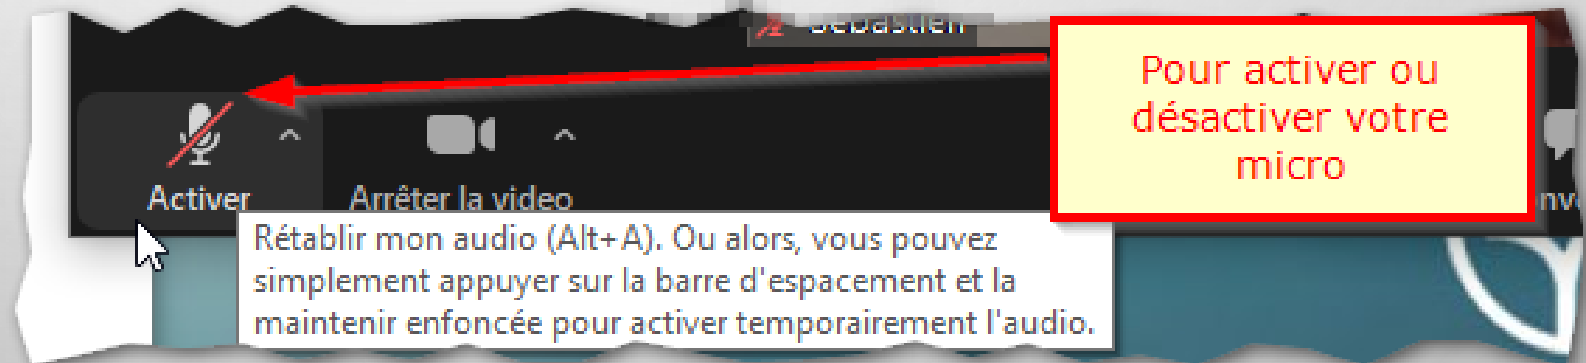 Sébastien
Pour activer ou
désactiver votre
micro
Activer
Arrêter la video
Rétablir mon audio (Alt+A). Ou alors, vous pouvez
simplement appuyer sur la barre d'espacement et la
maintenir enfoncée pour activer temporairement l'audio.